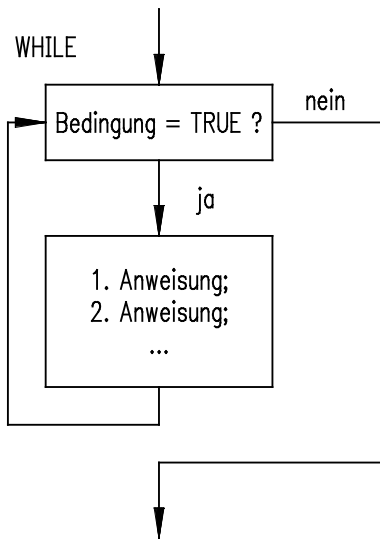 WHILE
Bedingung = TRUE ?
nein
ja
1. Anweisung;
2. Anweisung;
...